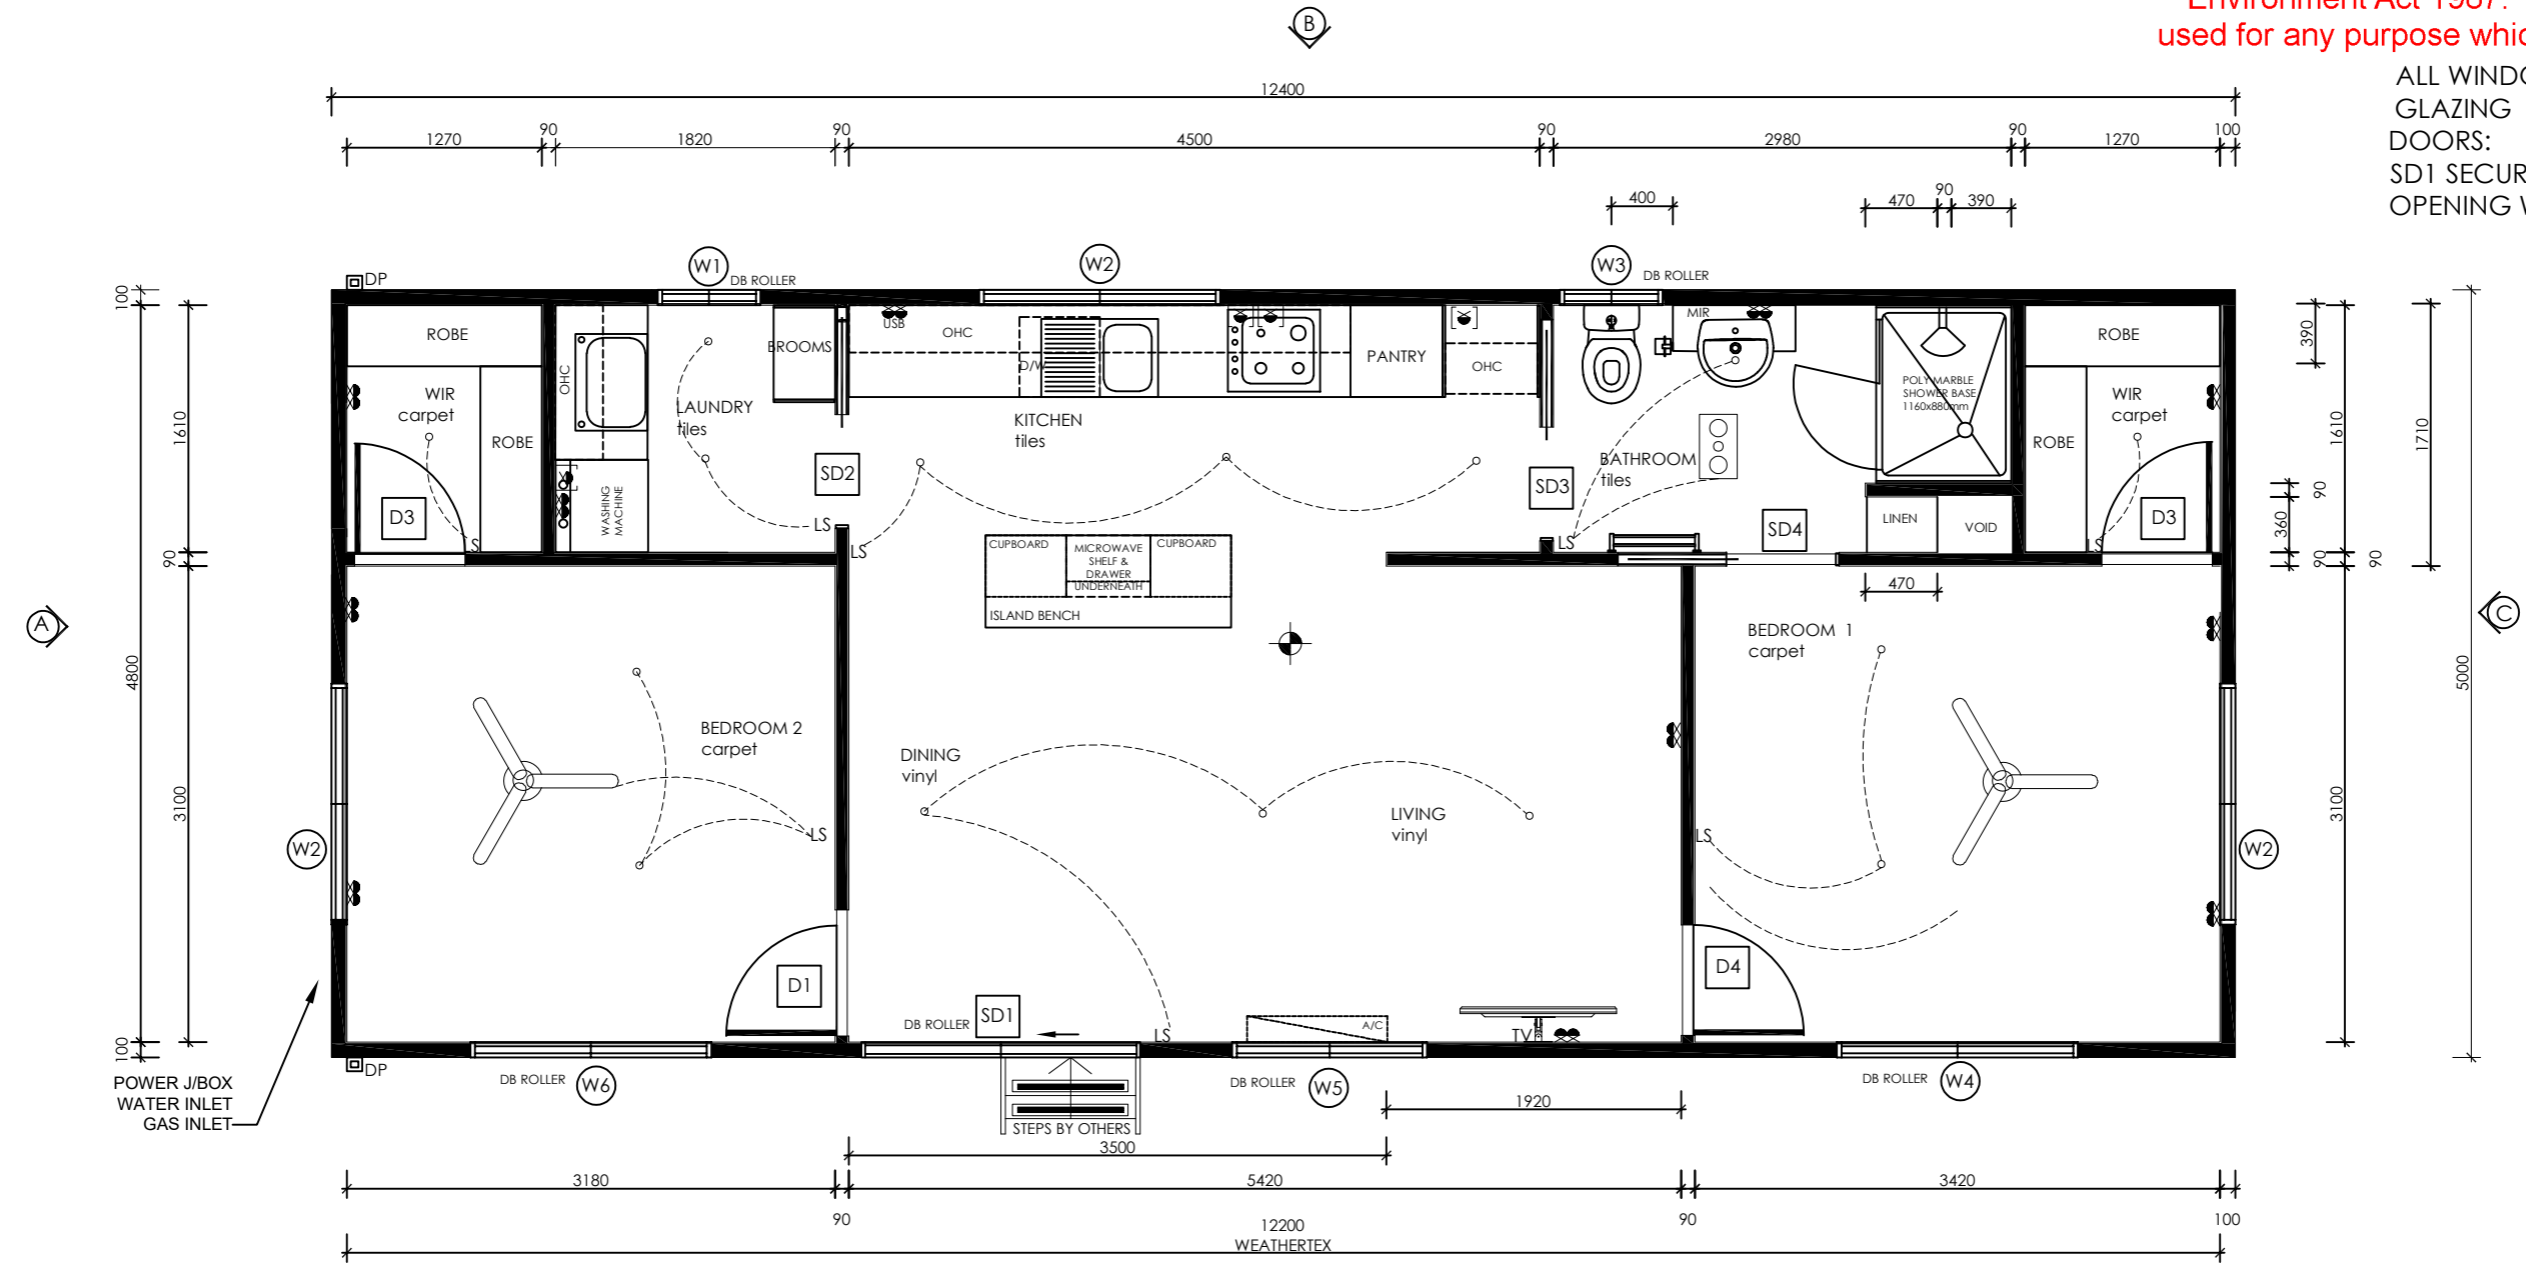 Environment Act 1987.
used for any purpose whic
ALL WINDO
GLAZING
DOORS:
SD1 SECUR
OPENING W
B
12400
1270
90
1820
90
4500
90
2980
90
1270
100
400
470
90
390
DP
W1
DB ROLLER
W2
W3
DB ROLLER
100
ROBE
WIR
carpet
ROBE
D3
LS
OHC
LAUNDRY
tiles
BROOMS
WASHING
MACHINE
SD2
LS
LS
USB
OHC
D/W
KITCHEN
tiles
PANTRY
OHC
SD3
MIR
BATHROOM
tiles
LS
POLY MARBLE
SHOWER BASE
1160x880mm
SD4
LINEN
VOID
ROBE
WIR
carpet
ROBE
D3
LS
390
1610
1710
90
360
90
90
1610
90
CUPBOARD
MICROWAVE
SHELF &
DRAWER
UNDERNEATH
CUPBOARD
ISLAND BENCH
470
A
C
4800
3100
5000
3100
BEDROOM 1
carpet
BEDROOM 2
carpet
DINING
vinyl
LIVING
vinyl
LS
LS
W2
W2
D1
D4
DB ROLLER
SD1
LS
A/C
TV
100
DP
POWER J/BOX
WATER INLET
GAS INLET
DB ROLLER
W6
DB ROLLER
W5
DB ROLLER
W4
STEPS BY OTHERS
1920
3500
3180
5420
3420
90
90
100
12200
WEATHERTEX